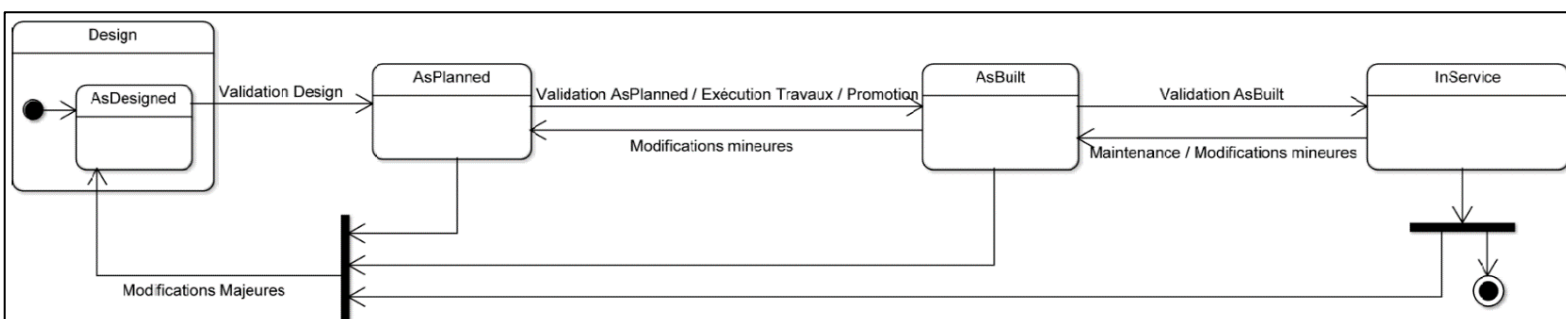 Design
AsDesigned
Validation Design
AsPlanned
Validation AsPlanned / Exécution Travaux / Promotion
Modifications mineures
AsBuilt
Validation AsBuilt
Maintenance / Modifications mineures
InService
Modifications Majeures